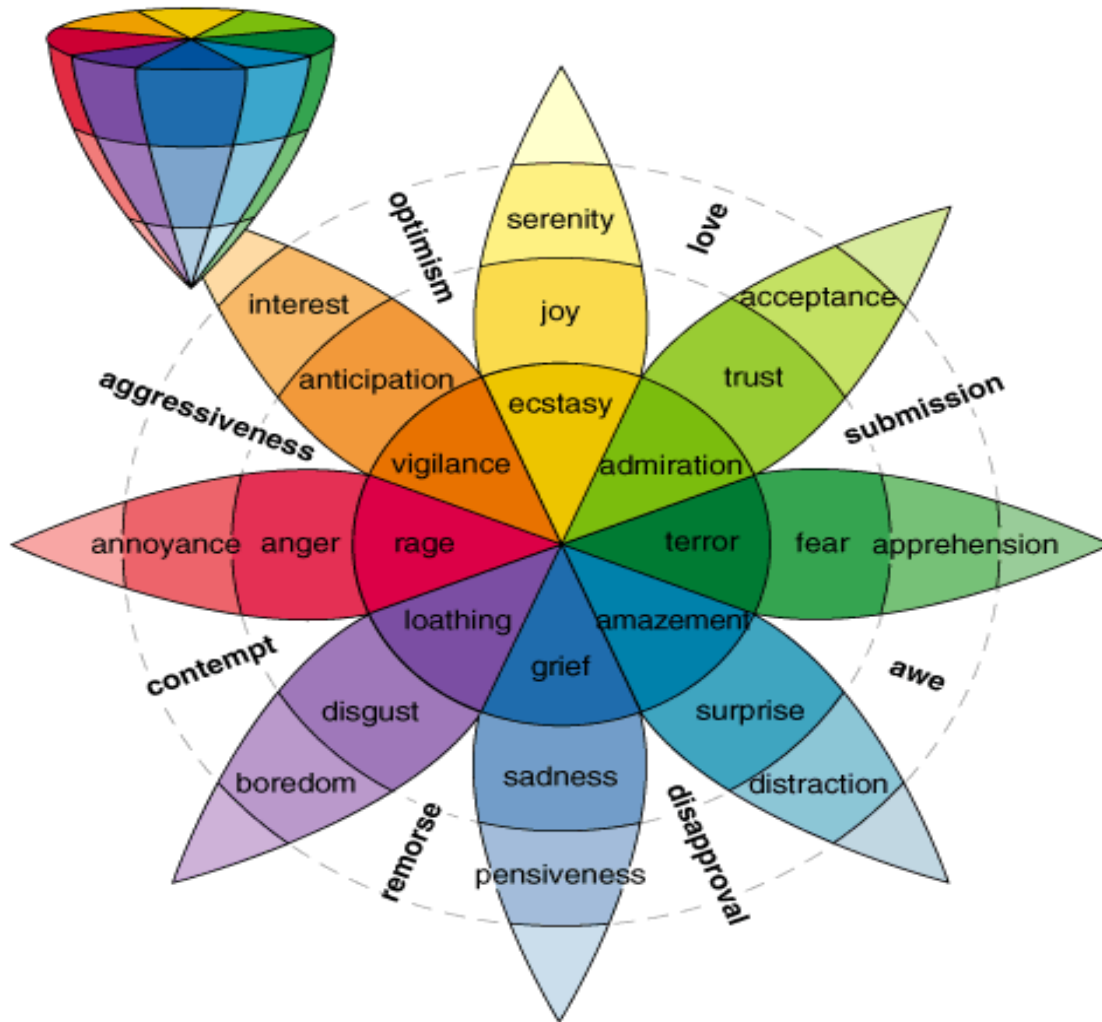 optimism
love
serenity
interest
joy
acceptance
anticipation
trust
aggressiveness
ecstasy
submission
vigilance
admiration
annoyance
anger
rage
terror
fear
apprehension
loathing
amazement
contempt
grief
awe
disgust
surprise
boredom
sadness
distraction
remorse
pensiveness
disapproval